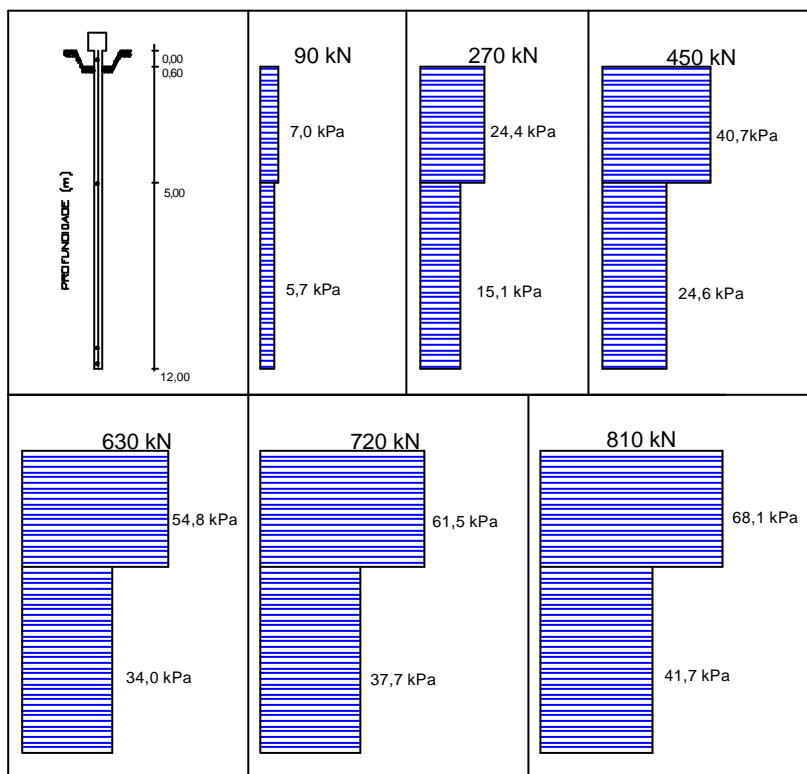 0,00
0,60
5,00
12,00
PROFUNDIDADE (m)
90 kN
7,0 kPa
5,7 kPa
270 kN
24,4 kPa
15,1 kPa
450 kN
40,7kPa
24,6 kPa
630 kN
54,8 kPa
34,0 kPa
720 kN
61,5 kPa
37,7 kPa
810 kN
68,1 kPa
41,7 kPa